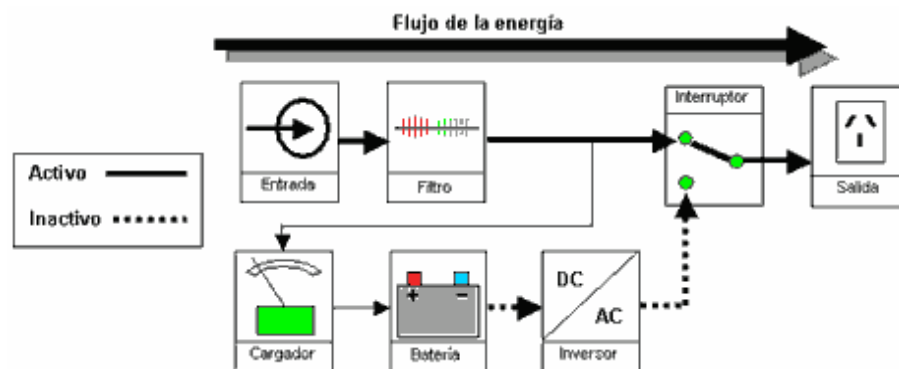 Flujo de la energía
Interruptor
Entrada
Filtro
Salida
Activo
Inactivo
+ −
DC
AC
Cargador
Batería
Inversor